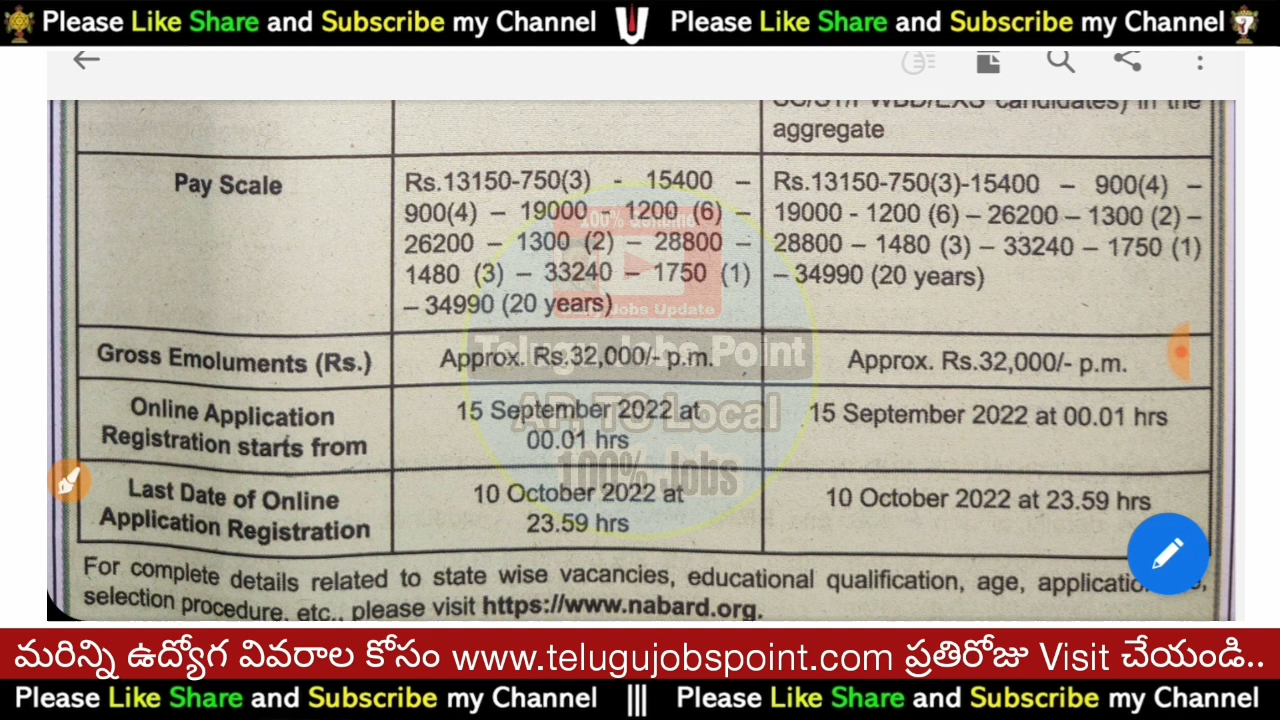 Please Like Share and Subscribe my Channel Please Like Share and Subscribe my Channel
candidates) in the
aggregate
Pay Scale
Rs.13150-750(3) - 15400 –
900(4) – 19000 - 1200 (6) –
26200 – 1300 (2) – 28800 –
1480 (3) – 33240 – 1750 (1)
– 34990 (20 years)
Rs.13150-750(3)-15400 – 900(4) –
19000 - 1200 (6) – 26200 – 1300 (2) –
28800 – 1480 (3) – 33240 – 1750 (1)
– 34990 (20 years)
Gross Emoluments (Rs.)
Approx. Rs.32,000/- p.m.
Approx. Rs.32,000/- p.m.
Online Application
Registration starts from
15 September 2022 at
00.01 hrs
15 September 2022 at 00.01 hrs
Last Date of Online
Application Registration
10 October 2022 at
23.59 hrs
10 October 2022 at 23.59 hrs
For complete details related to state wise vacancies, educational qualification, age,
selection procedure, etc., please visit https://www.nabard.org.
100% Genuine
Jobs Update
Telugu Jobs Point
AP, TS Local
100% Jobs
మరిన్ని ఉద్యోగ వివరాల కోసం www.telugujobspoint.com ప్రతిరోజు Visit చేయండి..
Please Like Share and Subscribe my Channel ||| Please Like Share and Subscribe my Channel